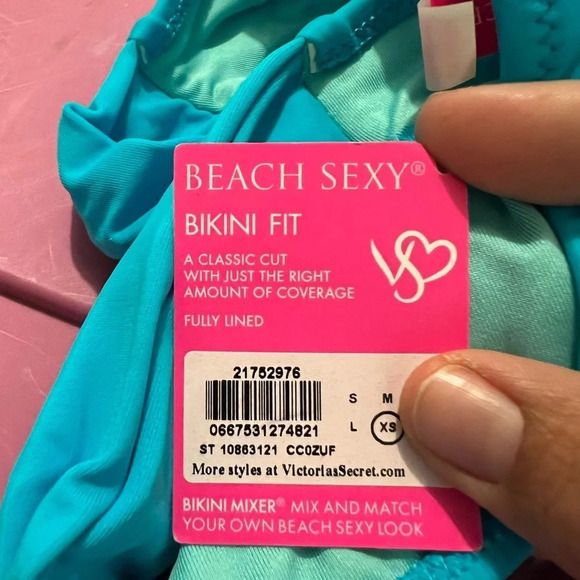 BEACH SEXY®
BIKINI FIT
A CLASSIC CUT
WITH JUST THE RIGHT
AMOUNT OF COVERAGE
FULLY LINED
VS
21752976
S M
0667531274821
L XS
ST 10863121 CC0ZUF
More styles at VictoriasSecret.com
BIKINI MIXER® MIX AND MATCH
YOUR OWN BEACH SEXY LOOK